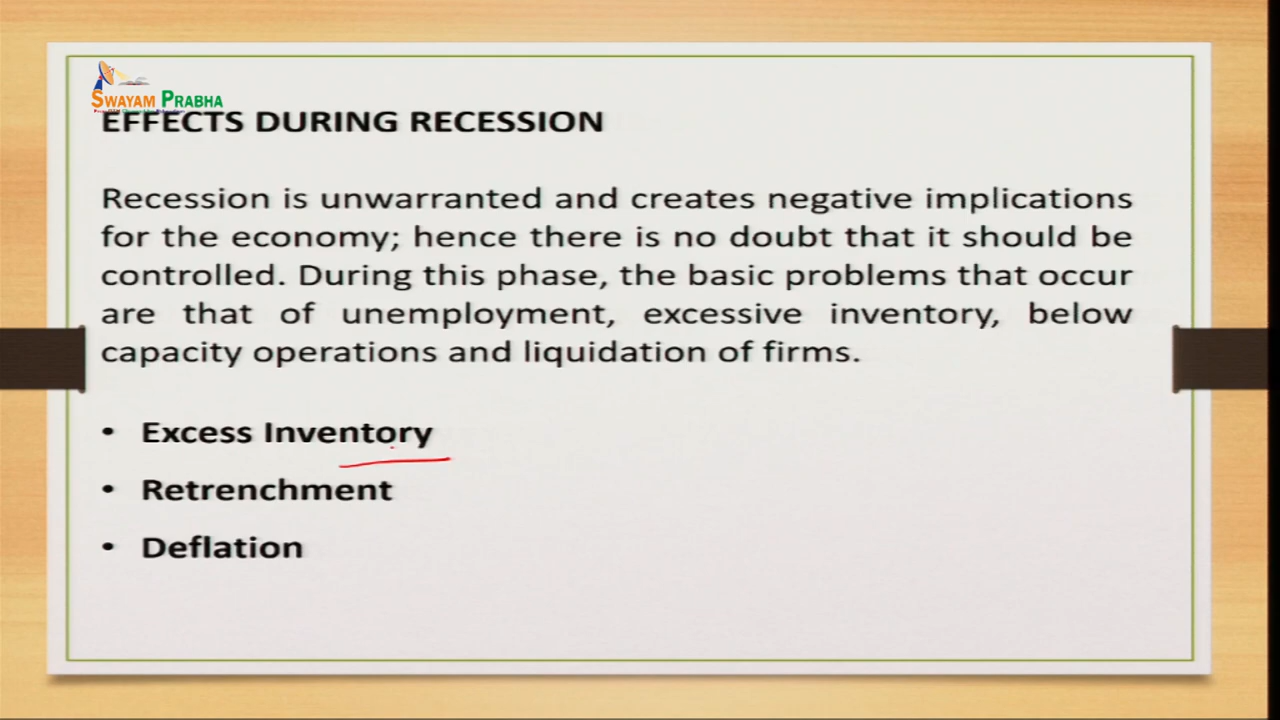 SWAYAM PRABHA
EFFECTS DURING RECESSION
Recession is unwarranted and creates negative implications
for the economy; hence there is no doubt that it should be
controlled. During this phase, the basic problems that occur
are that of unemployment, excessive inventory, below
capacity operations and liquidation of firms.
• Excess Inventory
• Retrenchment
• Deflation